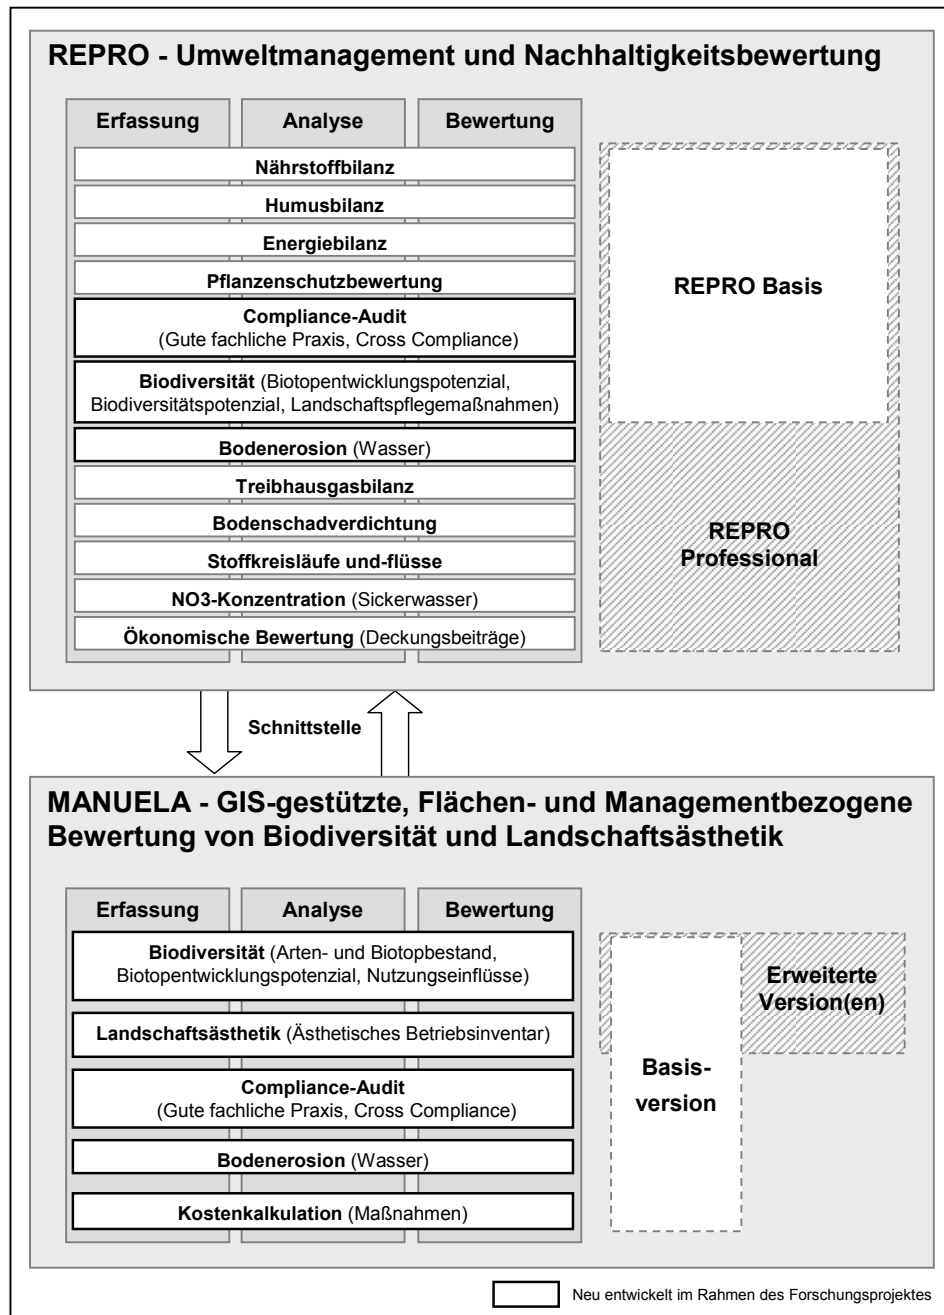 REPRO - Umweltmanagement und Nachhaltigkeitsbewertung
Erfassung Analyse Bewertung
Nährstoffbilanz
Humusbilanz
Energiebilanz
Pflanzenschutzbewertung
Compliance-Audit
(Gute fachliche Praxis, Cross Compliance)
Biodiversität (Biotopentwicklungspotenzial,
Biodiversitätspotenzial, Landschaftspflegemaßnahmen)
Bodenerosion (Wasser)
Treibhausgasbilanz
Bodenschadverdichtung
Stoffkreisläufe und-flüsse
NO3-Konzentration (Sickerwasser)
Ökonomische Bewertung (Deckungsbeiträge)
REPRO Basis
REPRO
Professional
Schnittstelle
MANUELA - GIS-gestützte, Flächen- und Managementbezogene
Bewertung von Biodiversität und Landschaftsästhetik
Erfassung Analyse Bewertung
Biodiversität (Arten- und Biotopbestand,
Biotopentwicklungspotenzial, Nutzungseinflüsse)
Landschaftsästhetik (Ästhetisches Betriebsinventar)
Compliance-Audit
(Gute fachliche Praxis, Cross Compliance)
Bodenerosion (Wasser)
Kostenkalkulation (Maßnahmen)
Erweiterte
Version(en)
Basis-
version
Neu entwickelt im Rahmen des Forschungsprojektes